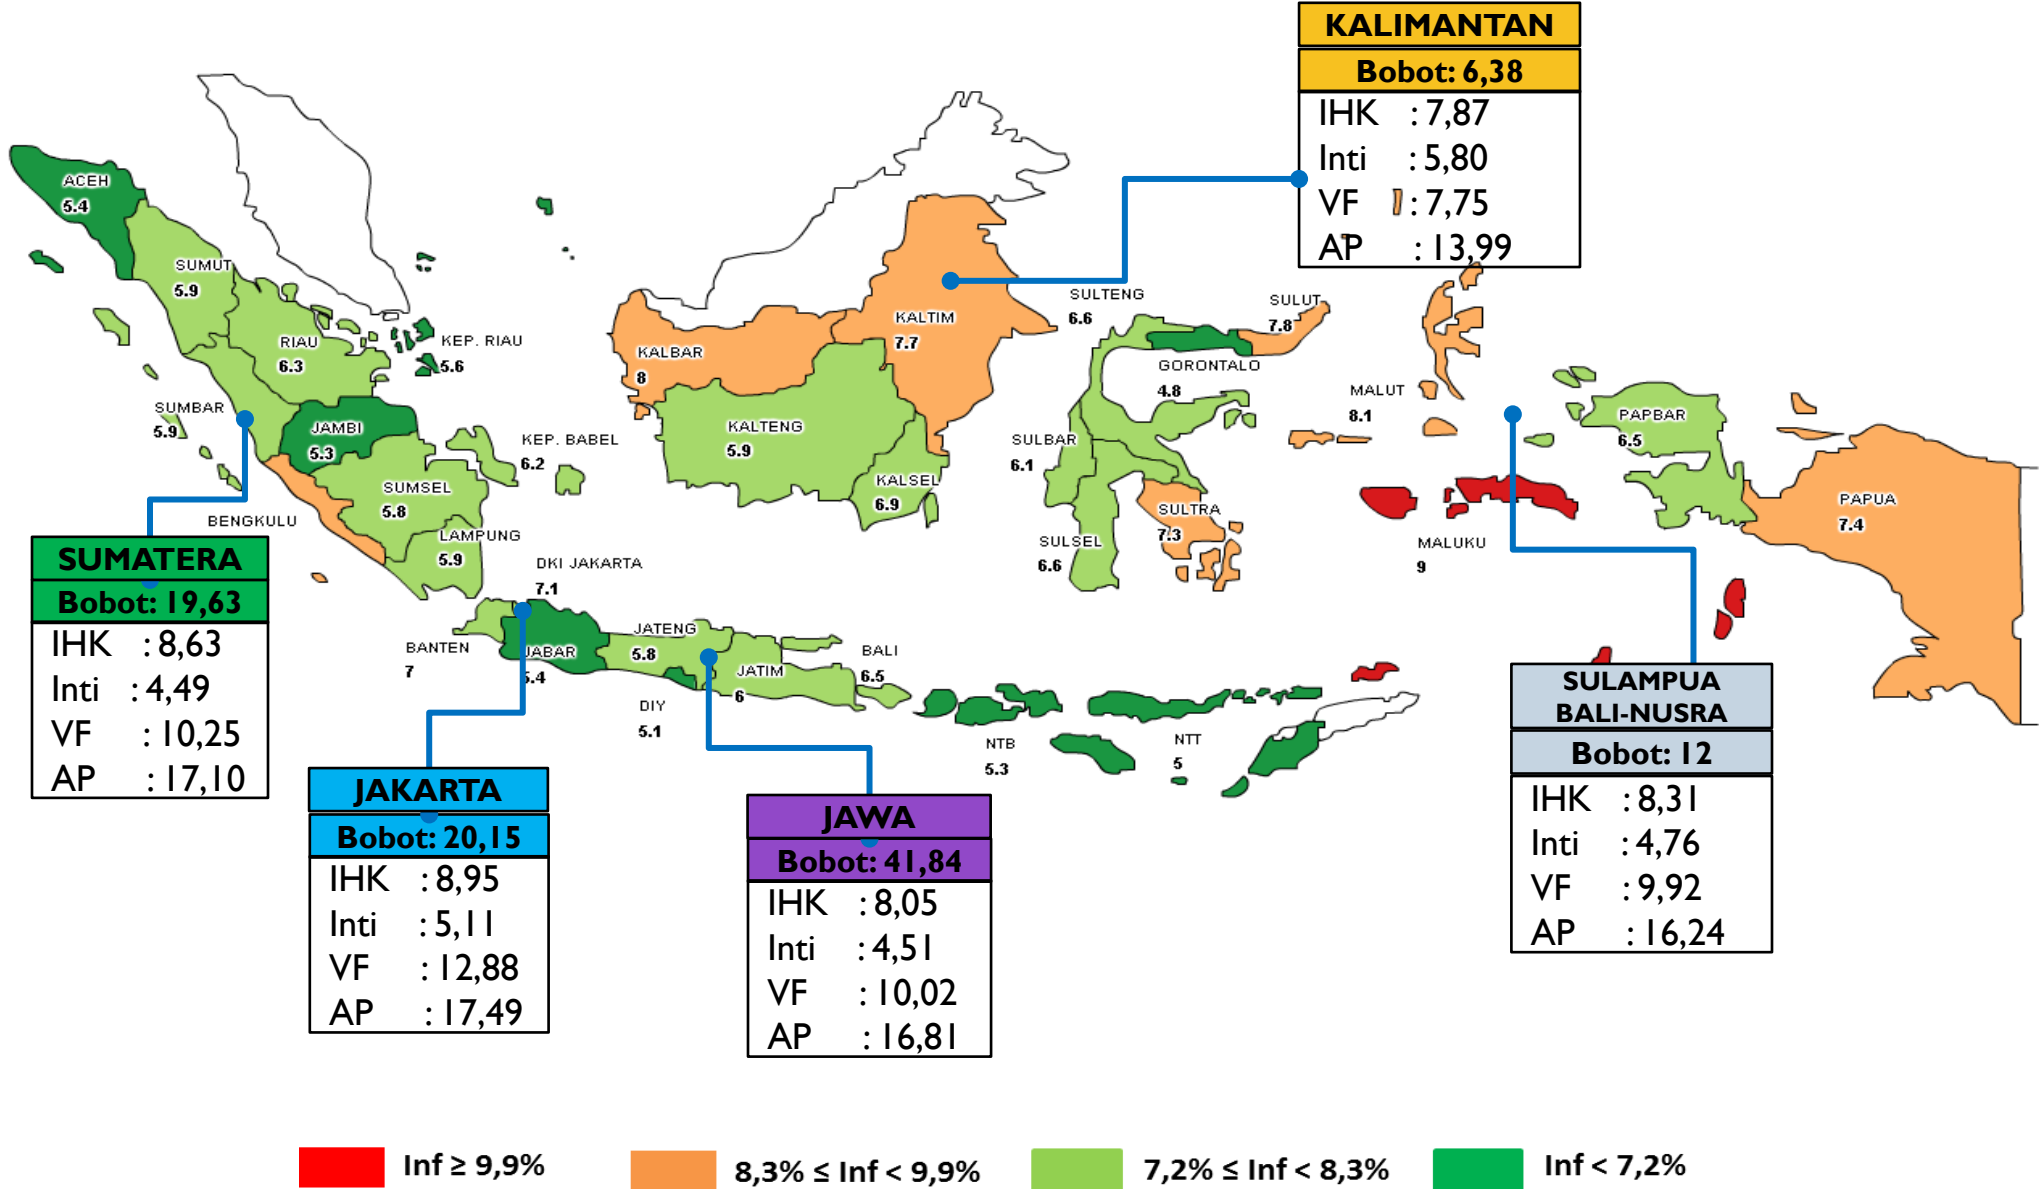 KALIMANTAN
Bobot: 6,38
IHK : 7,87
Inti : 5,80
VF : 7,75
AP : 13,99
ACEH
5.4
SUMUT
5.9
RIAU
6.3
KEP. RIAU
5.6
SUMBAR
5.9
JAMBI
5.3
KEP. BABEL
6.2
SUMSEL
5.8
BENGKULU
LAMPUNG
5.9
DKI JAKARTA
7.1
BANTEN
7
JABAR
5.4
JATENG
5.8
DIY
5.1
JATIM
6
BALI
6.5
NTB
5.3
NTT
5
KALBAR
8
KALTENG
5.9
KALTIM
7.7
KALSEL
6.9
SULTENG
6.6
SULUT
7.8
GORONTALO
4.8
SULBAR
6.1
SULSEL
6.6
SULTRA
7.3
MALUT
8.1
MALUKU
9
PAPBAR
6.5
PAPUA
7.4
SUMATERA
Bobot: 19,63
IHK : 8,63
Inti : 4,49
VF : 10,25
AP : 17,10
JAKARTA
Bobot: 20,15
IHK : 8,95
Inti : 5,11
VF : 12,88
AP : 17,49
JAWA
Bobot: 41,84
IHK : 8,05
Inti : 4,51
VF : 10,02
AP : 16,81
SULAMPUA
BALI-NUSRA
Bobot: 12
IHK : 8,31
Inti : 4,76
VF : 9,92
AP : 16,24
Inf ≥ 9,9%
8,3% ≤ Inf < 9,9%
7,2% ≤ Inf < 8,3%
Inf < 7,2%